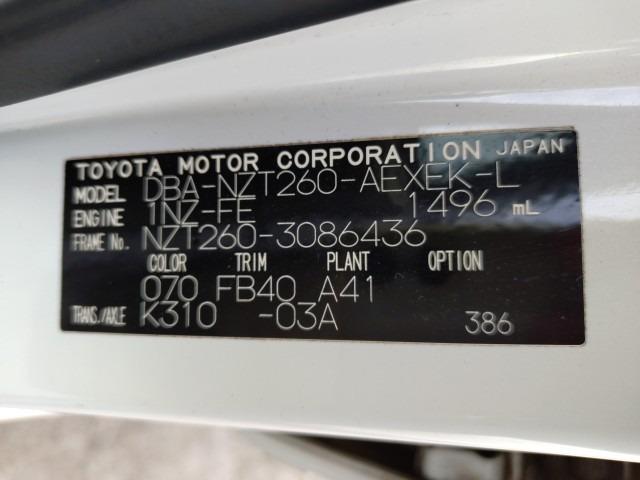 TOYOTA MOTOR CORPORATION JAPAN
MODEL DBA-NZT260-AEXEK-L
ENGINE 1NZ-FE 1496 mL
FRAME No. NZT260-3086436
COLOR TRIM PLANT OPTION
070 FB40 A41
TRANS./AXLE K310 -03A 386